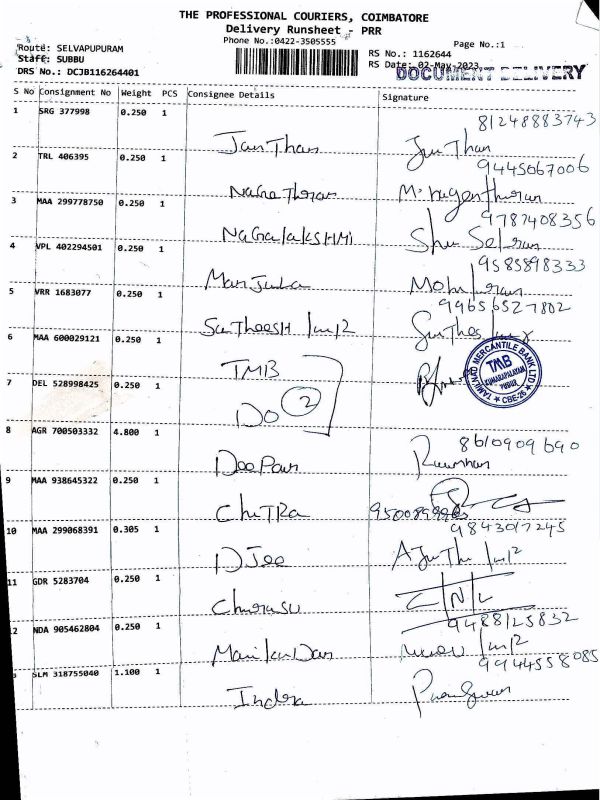 THE PROFESSIONAL COURIERS, COIMBATORE
Delivery Runsheet - PRR
Phone No.:0422-3505555
Page No.:1
Route: SELVAPUPURAM
Staff: SUBBU
DRS No.: DCJB116264401
RS No.: 1162644
RS Date: 02-May-2023
DOCUMENT DELIVERY
S No Consignment No Weight PCS Consignee Details Signature
81248883743
1 SRG 377998 0.250 1
JanThan
9445067006
2 TRL 406395 0.250 1
9787408356
3 MAA 299778750 0.250 1
NaGalakSHMi
9585898333
4 VPL 402294501 0.250 1
ManJula
99656527802
5 VRR 1683077 0.250 1
SaTheeSH
6 MAA 600029121 0.250 1
TMB
TAMILNAD MERCANTILE BANK LTD.
TMB
KUMARAPALAYAM
CBE-26
7 DEL 528998425 0.250 1
DO 2
8 AGR 700503332 4.800 1
8610909690
DeePan
9 MAA 938645322 0.250 1
ChiTRa
10 MAA 299068391 0.305 1
9843017245
DJee
11 GDR 5283704 0.250 1
C/N/L
2 NDA 905462804 0.250 1
9488125832
ManikanDan
SLM 318755040 1.100 1
9944558085
Indra